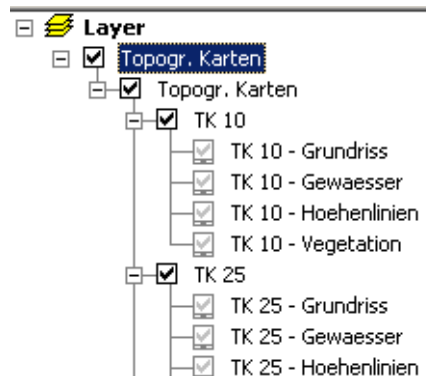 Layer
Topogr. Karten
Topogr. Karten
TK 10
TK 10 - Grundriss
TK 10 - Gewaesser
TK 10 - Hoehenlinien
TK 10 - Vegetation
TK 25
TK 25 - Grundriss
TK 25 - Gewaesser
TK 25 - Hoehenlinien